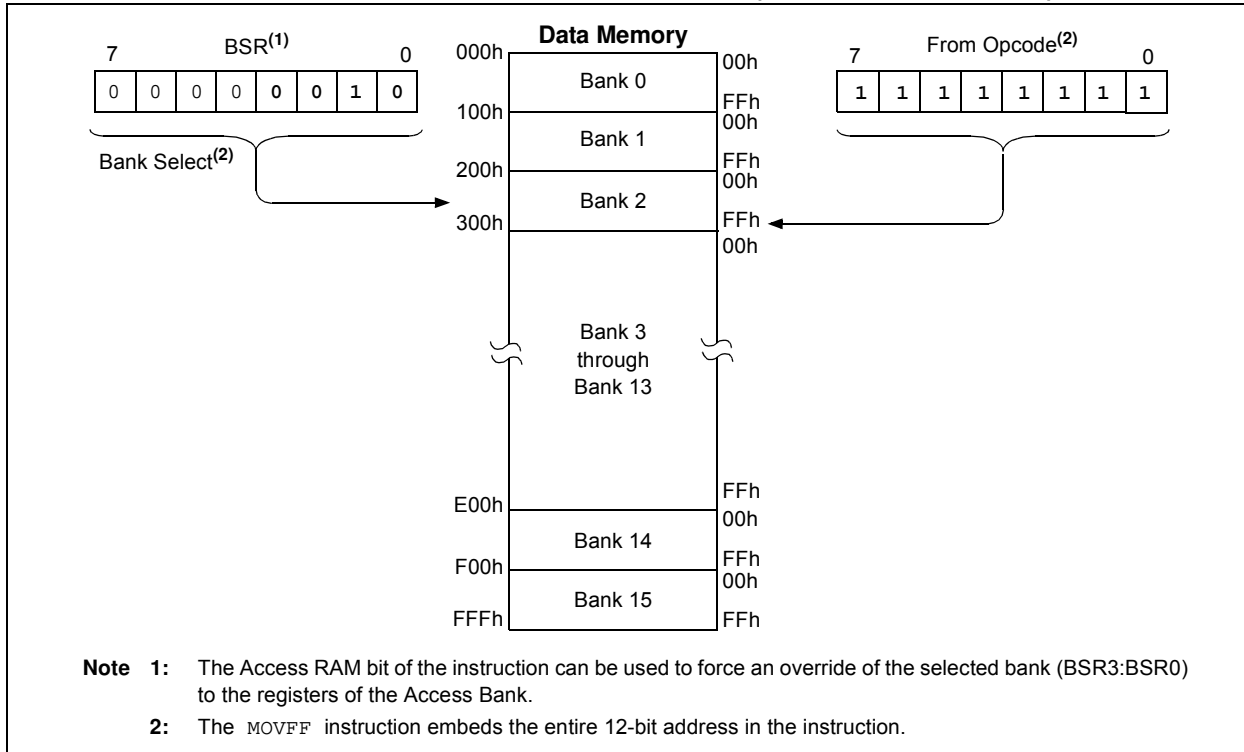 Data Memory
7 BSR(1) 0
0 0 0 0 0 0 1 0
Bank Select(2)
7 From Opcode(2) 0
1 1 1 1 1 1 1 1
000h Bank 0 00h
FFh
100h Bank 1 00h
FFh
200h Bank 2 00h
FFh
300h 00h
Bank 3
through
Bank 13
FFh
E00h Bank 14 00h
FFh
F00h Bank 15 00h
FFFh FFh
Note 1: The Access RAM bit of the instruction can be used to force an override of the selected bank (BSR3:BSR0)
to the registers of the Access Bank.
2: The MOVFF instruction embeds the entire 12-bit address in the instruction.